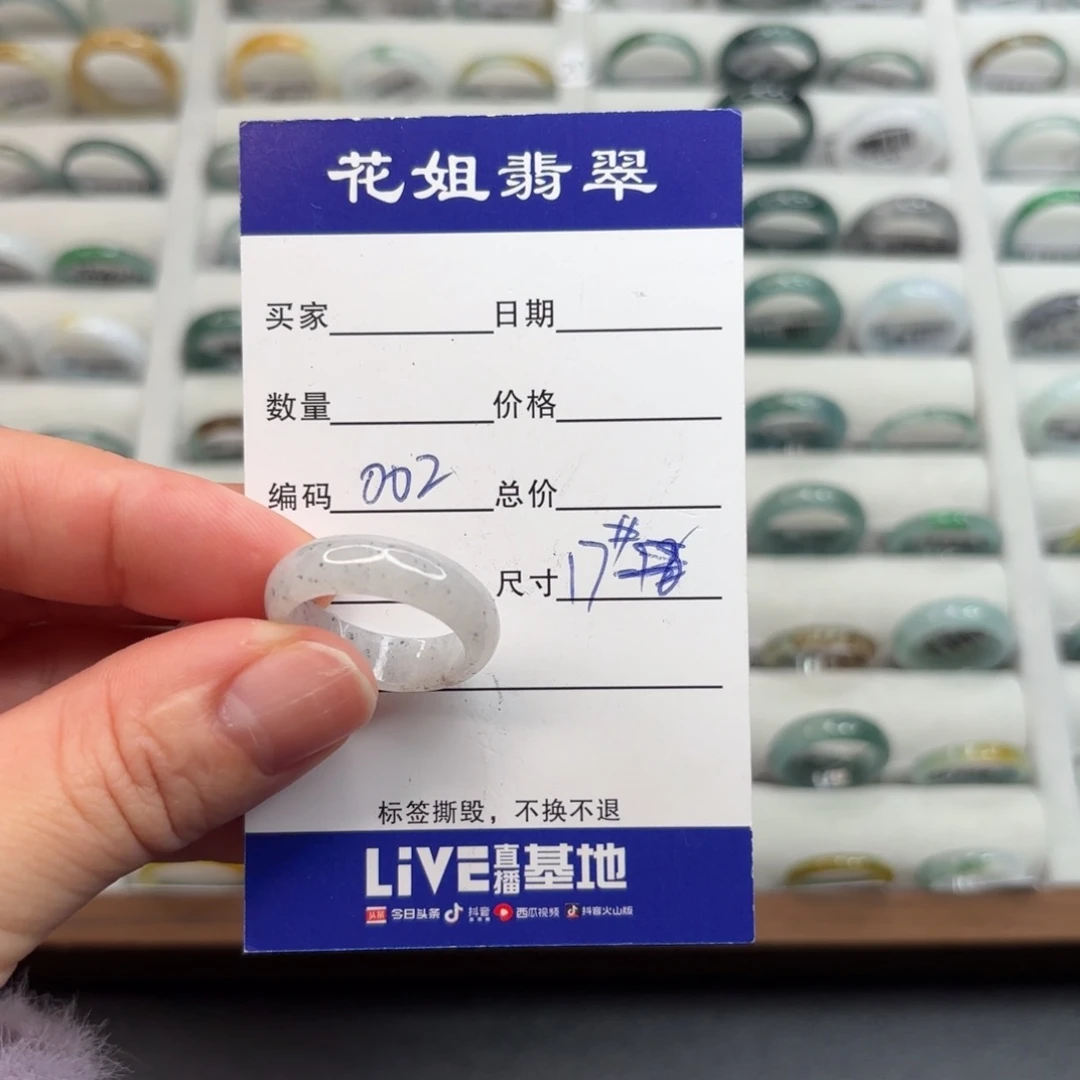 花姐翡翠
买家 日期
数量 价格
编码 002 总价
尺寸 17#
标签撕毁，不换不退
LiVE直播基地
头条 今日头条 抖音 西瓜视频 抖音火山版